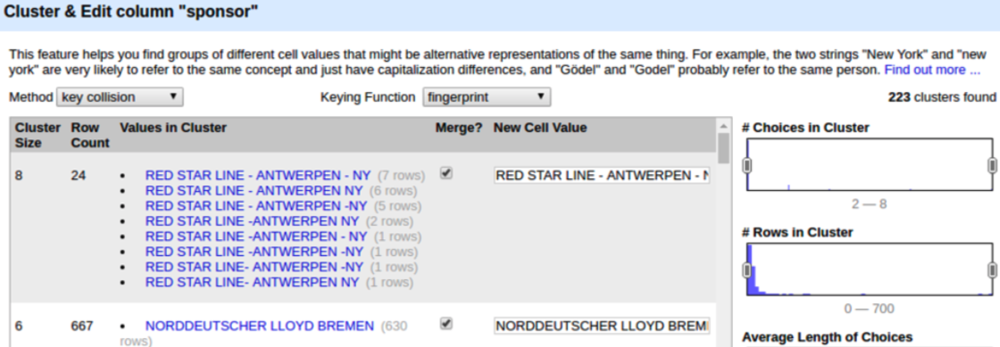 Cluster & Edit column "sponsor"
This feature helps you find groups of different cell values that might be alternative representations of the same thing. For example, the two strings "New York" and "new
york" are very likely to refer to the same concept and just have capitalization differences, and "Gödel" and "Godel" probably refer to the same person. Find out more ...
Method key collision Keying Function fingerprint 223 clusters found
Cluster Size Row Count Values in Cluster Merge? New Cell Value
8 24 • RED STAR LINE - ANTWERPEN - NY (7 rows) RED STAR LINE - ANTWERPEN - N
• RED STAR LINE - ANTWERPEN NY (6 rows)
• RED STAR LINE - ANTWERPEN -NY (5 rows)
• RED STAR LINE -ANTWERPEN NY (2 rows)
• RED STAR LINE -ANTWERPEN - NY (1 rows)
• RED STAR LINE -ANTWERPEN -NY (1 rows)
• RED STAR LINE- ANTWERPEN -NY (1 rows)
• RED STAR LINE- ANTWERPEN NY (1 rows)
6 667 • NORDDEUTSCHER LLOYD BREMEN (630
rows)
NORDDEUTSCHER LLOYD BREM
# Choices in Cluster
2 — 8
# Rows in Cluster
0 — 700
Average Length of Choices